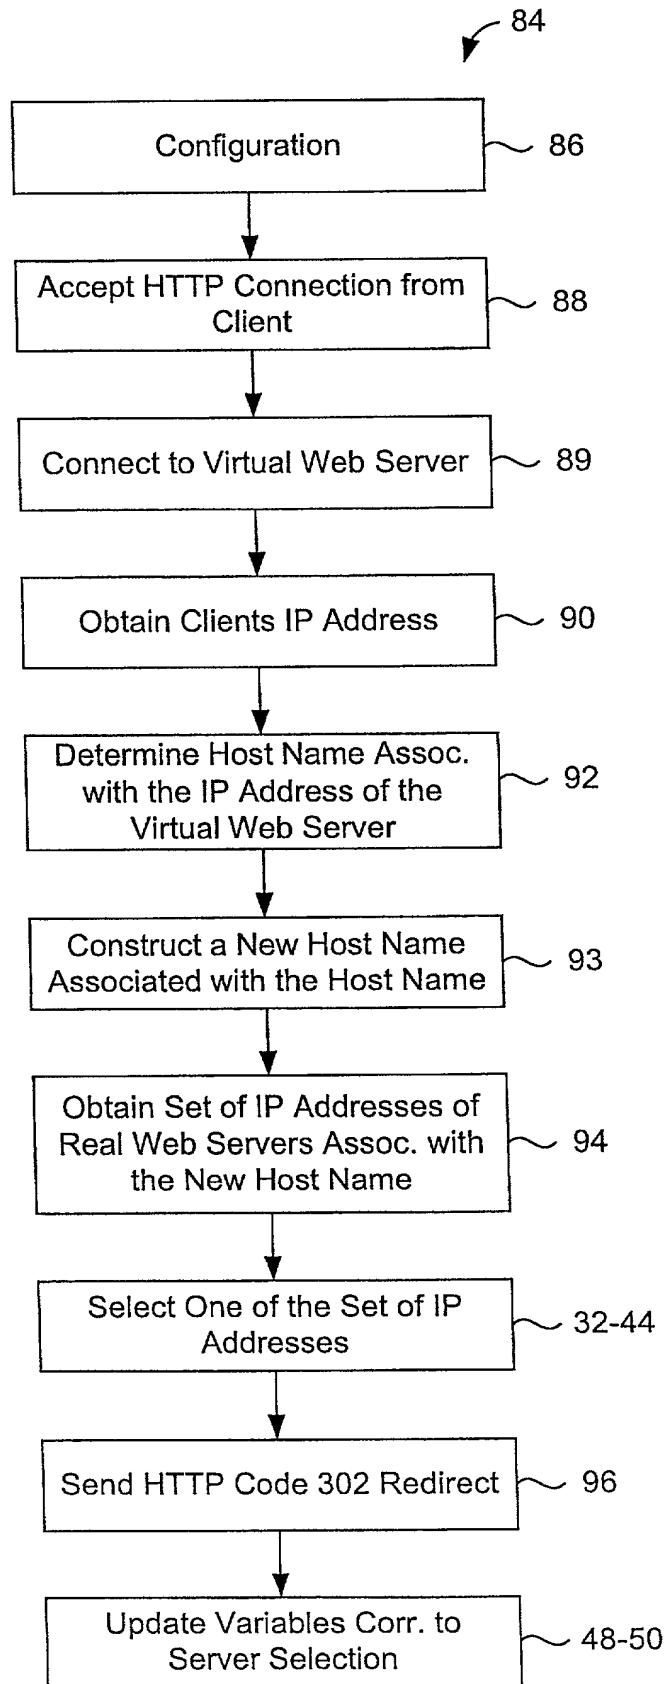 84
Configuration
86
Accept HTTP Connection from
Client
88
Connect to Virtual Web Server
89
Obtain Clients IP Address
90
Determine Host Name Assoc.
with the IP Address of the
Virtual Web Server
92
Construct a New Host Name
Associated with the Host Name
93
Obtain Set of IP Addresses of
Real Web Servers Assoc. with
the New Host Name
94
Select One of the Set of IP
Addresses
32-44
Send HTTP Code 302 Redirect
96
Update Variables Corr. to
Server Selection
48-50